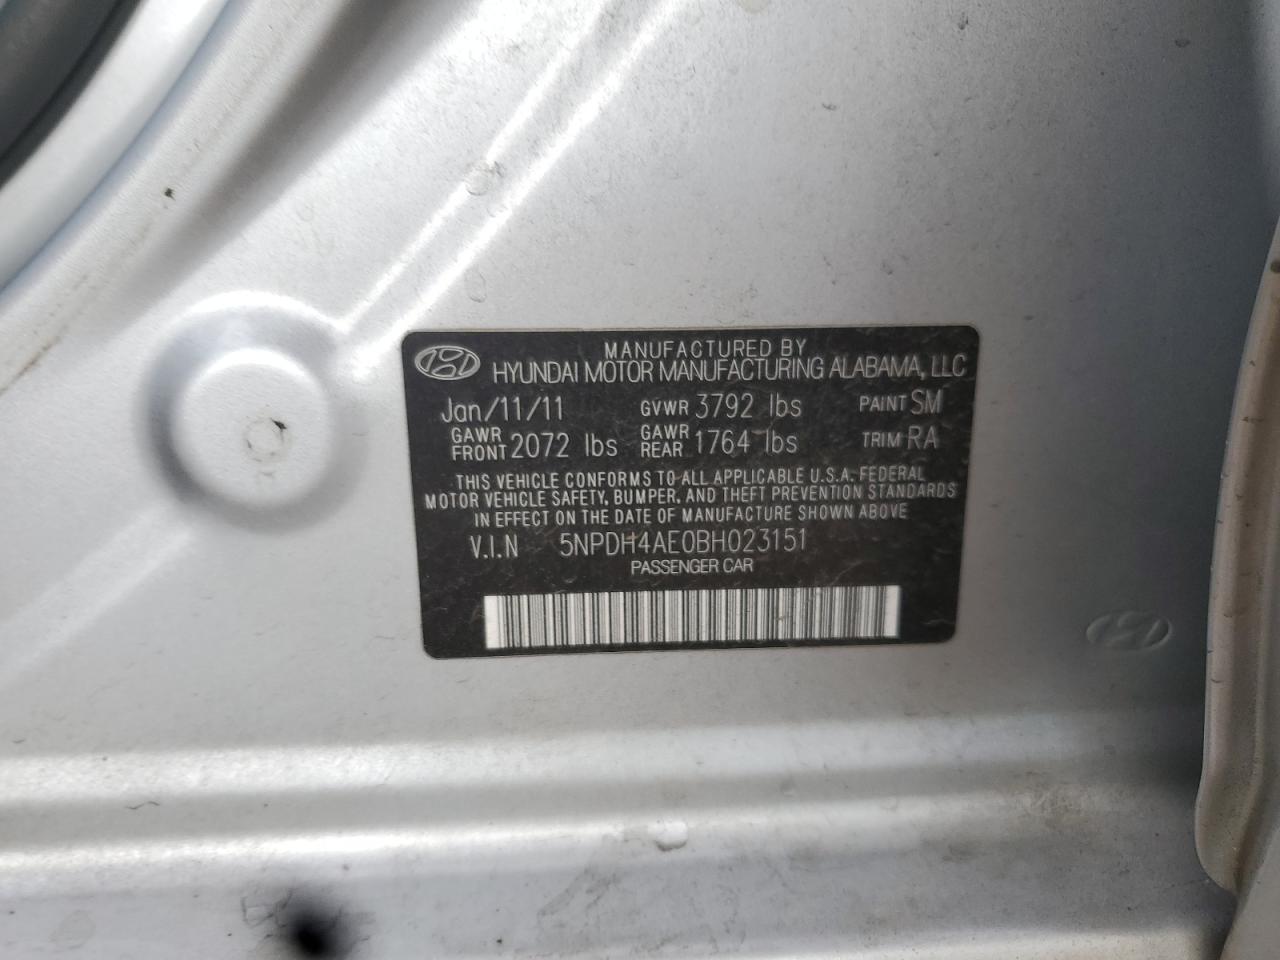 MANUFACTURED BY
HYUNDAI MOTOR MANUFACTURING ALABAMA, LLC
Jan/11/11 GVWR 3792 lbs PAINT SM
GAWR FRONT 2072 lbs GAWR REAR 1764 lbs TRIM RA
THIS VEHICLE CONFORMS TO ALL APPLICABLE U.S.A. FEDERAL
MOTOR VEHICLE SAFETY, BUMPER, AND THEFT PREVENTION STANDARDS
IN EFFECT ON THE DATE OF MANUFACTURE SHOWN ABOVE
V.I.N 5NPDH4AE0BH023151
PASSENGER CAR